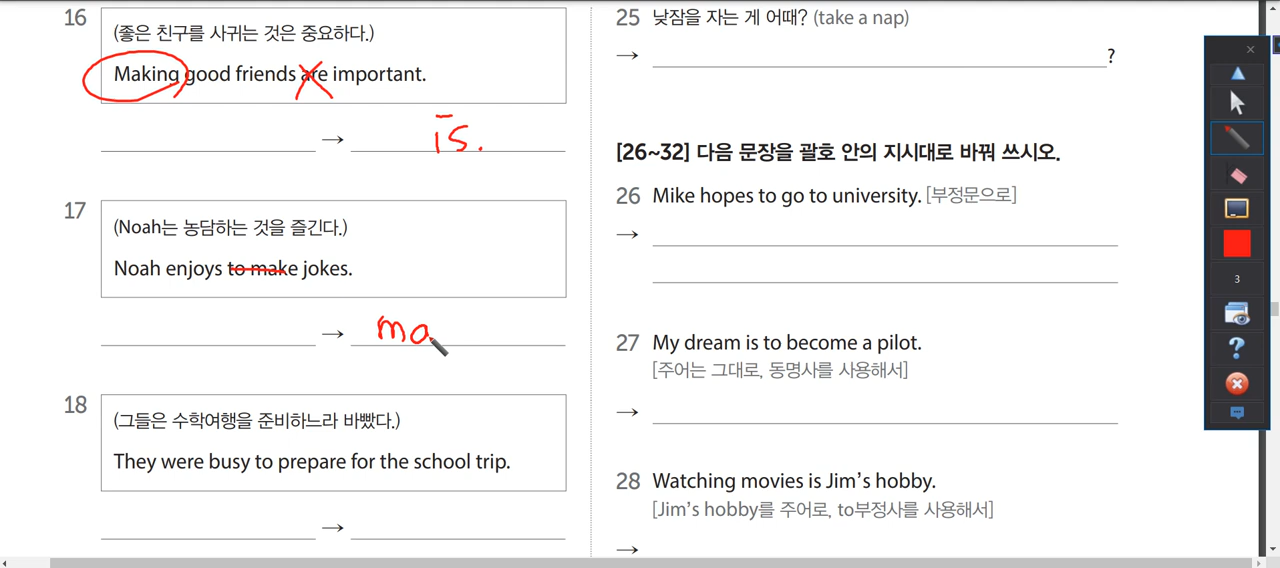 16
(좋은 친구를 사귀는 것은 중요하다.)
Making good friends are important.
→ is.
17
(Noah는 농담하는 것을 즐긴다.)
Noah enjoys to make jokes.
→ ma
18
(그들은 수학여행을 준비하느라 바빴다.)
They were busy to prepare for the school trip.
→
25 낮잠을 자는 게 어때? (take a nap)
→ ?
[26~32] 다음 문장을 괄호 안의 지시대로 바꿔 쓰시오.
26 Mike hopes to go to university. [부정문으로]
→
27 My dream is to become a pilot.
[주어는 그대로, 동명사를 사용해서]
→
28 Watching movies is Jim's hobby.
[Jim's hobby를 주어로, to부정사를 사용해서]
→
3